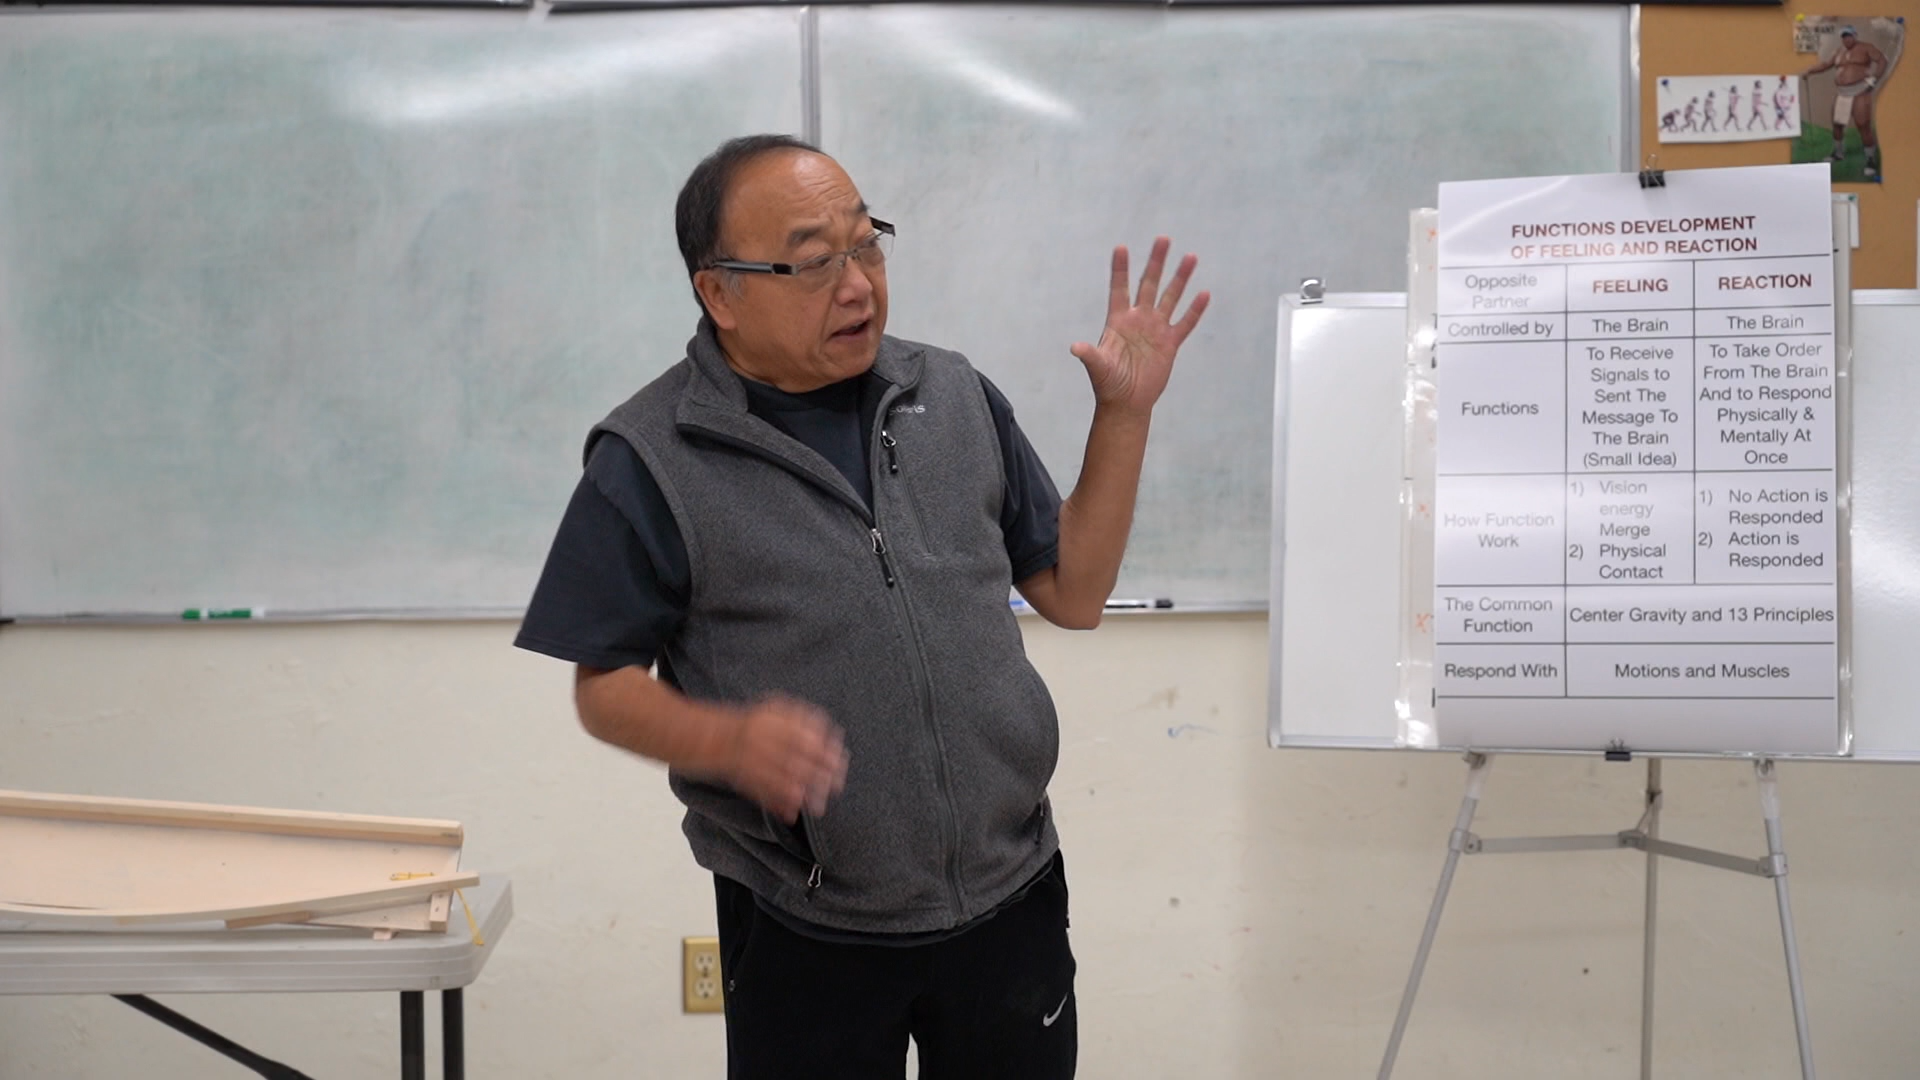 FUNCTIONS DEVELOPMENT
OF FEELING AND REACTION
Opposite
Partner
FEELING
REACTION
Controlled by
The Brain
The Brain
Functions
To Receive
Signals to
Sent The
Message To
The Brain
(Small Idea)
To Take Order
From The Brain
And to Respond
Physically &
Mentally At
Once
How Function
Work
1) Vision
energy
Merge
2) Physical
Contact
1) No Action is
Responded
2) Action is
Responded
The Common
Function
Center Gravity and 13 Principles
Respond With
Motions and Muscles